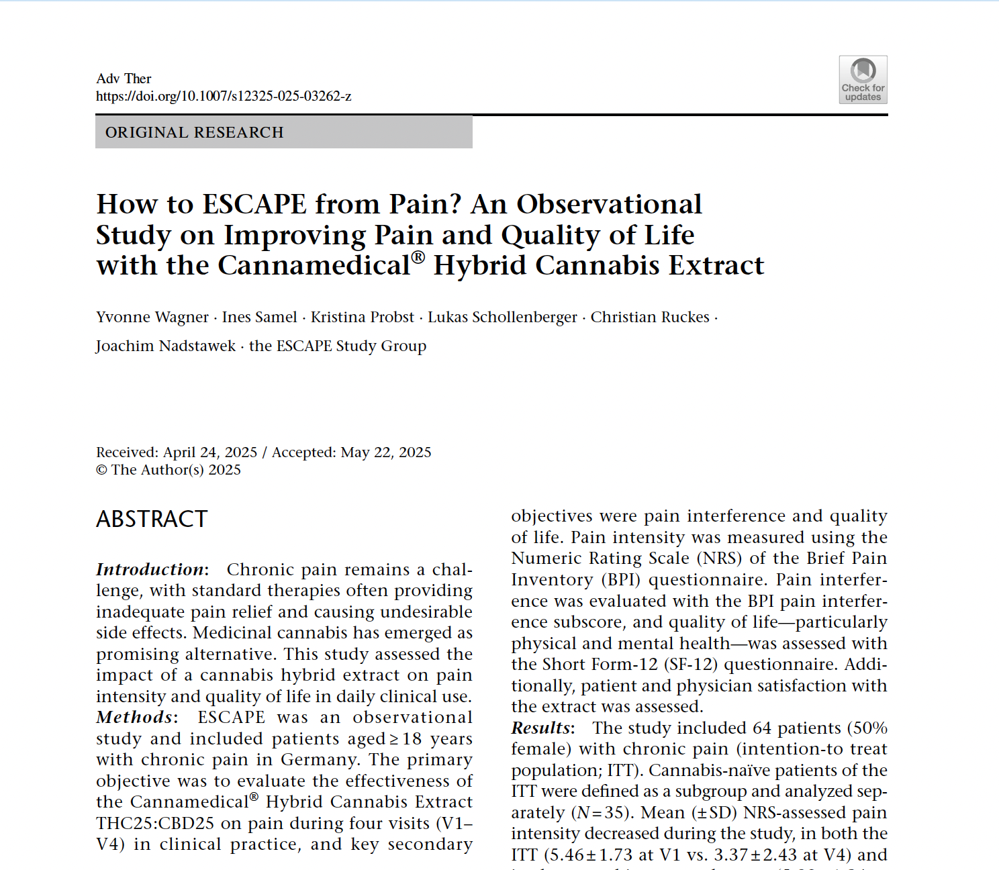 Adv Ther
https://doi.org/10.1007/s12325-025-03262-z
Check for
updates
ORIGINAL RESEARCH
How to ESCAPE from Pain? An Observational
Study on Improving Pain and Quality of Life
with the Cannamedical® Hybrid Cannabis Extract
Yvonne Wagner · Ines Samel · Kristina Probst · Lukas Schollenberger · Christian Ruckes ·
Joachim Nadstawek · the ESCAPE Study Group
Received: April 24, 2025 / Accepted: May 22, 2025
© The Author(s) 2025
ABSTRACT
Introduction: Chronic pain remains a chal-
lenge, with standard therapies often providing
inadequate pain relief and causing undesirable
side effects. Medicinal cannabis has emerged as
promising alternative. This study assessed the
impact of a cannabis hybrid extract on pain
intensity and quality of life in daily clinical use.
Methods: ESCAPE was an observational
study and included patients aged ≥ 18 years
with chronic pain in Germany. The primary
objective was to evaluate the effectiveness of
the Cannamedical® Hybrid Cannabis Extract
THC25:CBD25 on pain during four visits (V1–
V4) in clinical practice, and key secondary
objectives were pain interference and quality
of life. Pain intensity was measured using the
Numeric Rating Scale (NRS) of the Brief Pain
Inventory (BPI) questionnaire. Pain interfer-
ence was evaluated with the BPI pain interfer-
ence subscore, and quality of life—particularly
physical and mental health—was assessed with
the Short Form-12 (SF-12) questionnaire. Addi-
tionally, patient and physician satisfaction with
the extract was assessed.
Results: The study included 64 patients (50%
female) with chronic pain (intention-to treat
population; ITT). Cannabis-naïve patients of the
ITT were defined as a subgroup and analyzed sep-
arately (N = 35). Mean (± SD) NRS-assessed pain
intensity decreased during the study, in both the
ITT (5.46 ± 1.73 at V1 vs. 3.37 ± 2.43 at V4) and